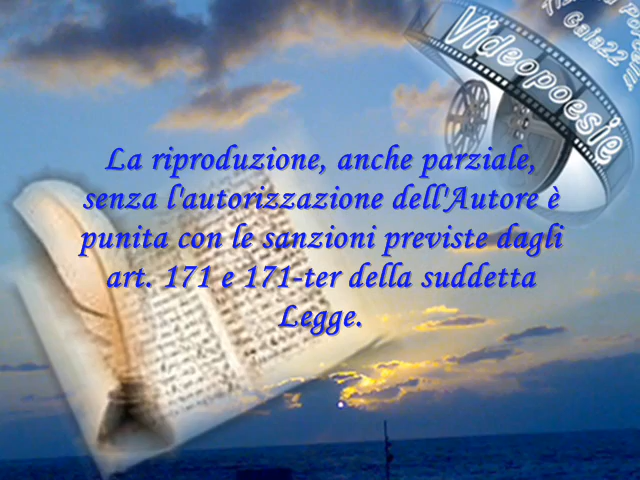 Videopoesie
Gaia22
La riproduzione, anche parziale,
senza l'autorizzazione dell'Autore è
punita con le sanzioni previste dagli
art. 171 e 171-ter della suddetta
Legge.